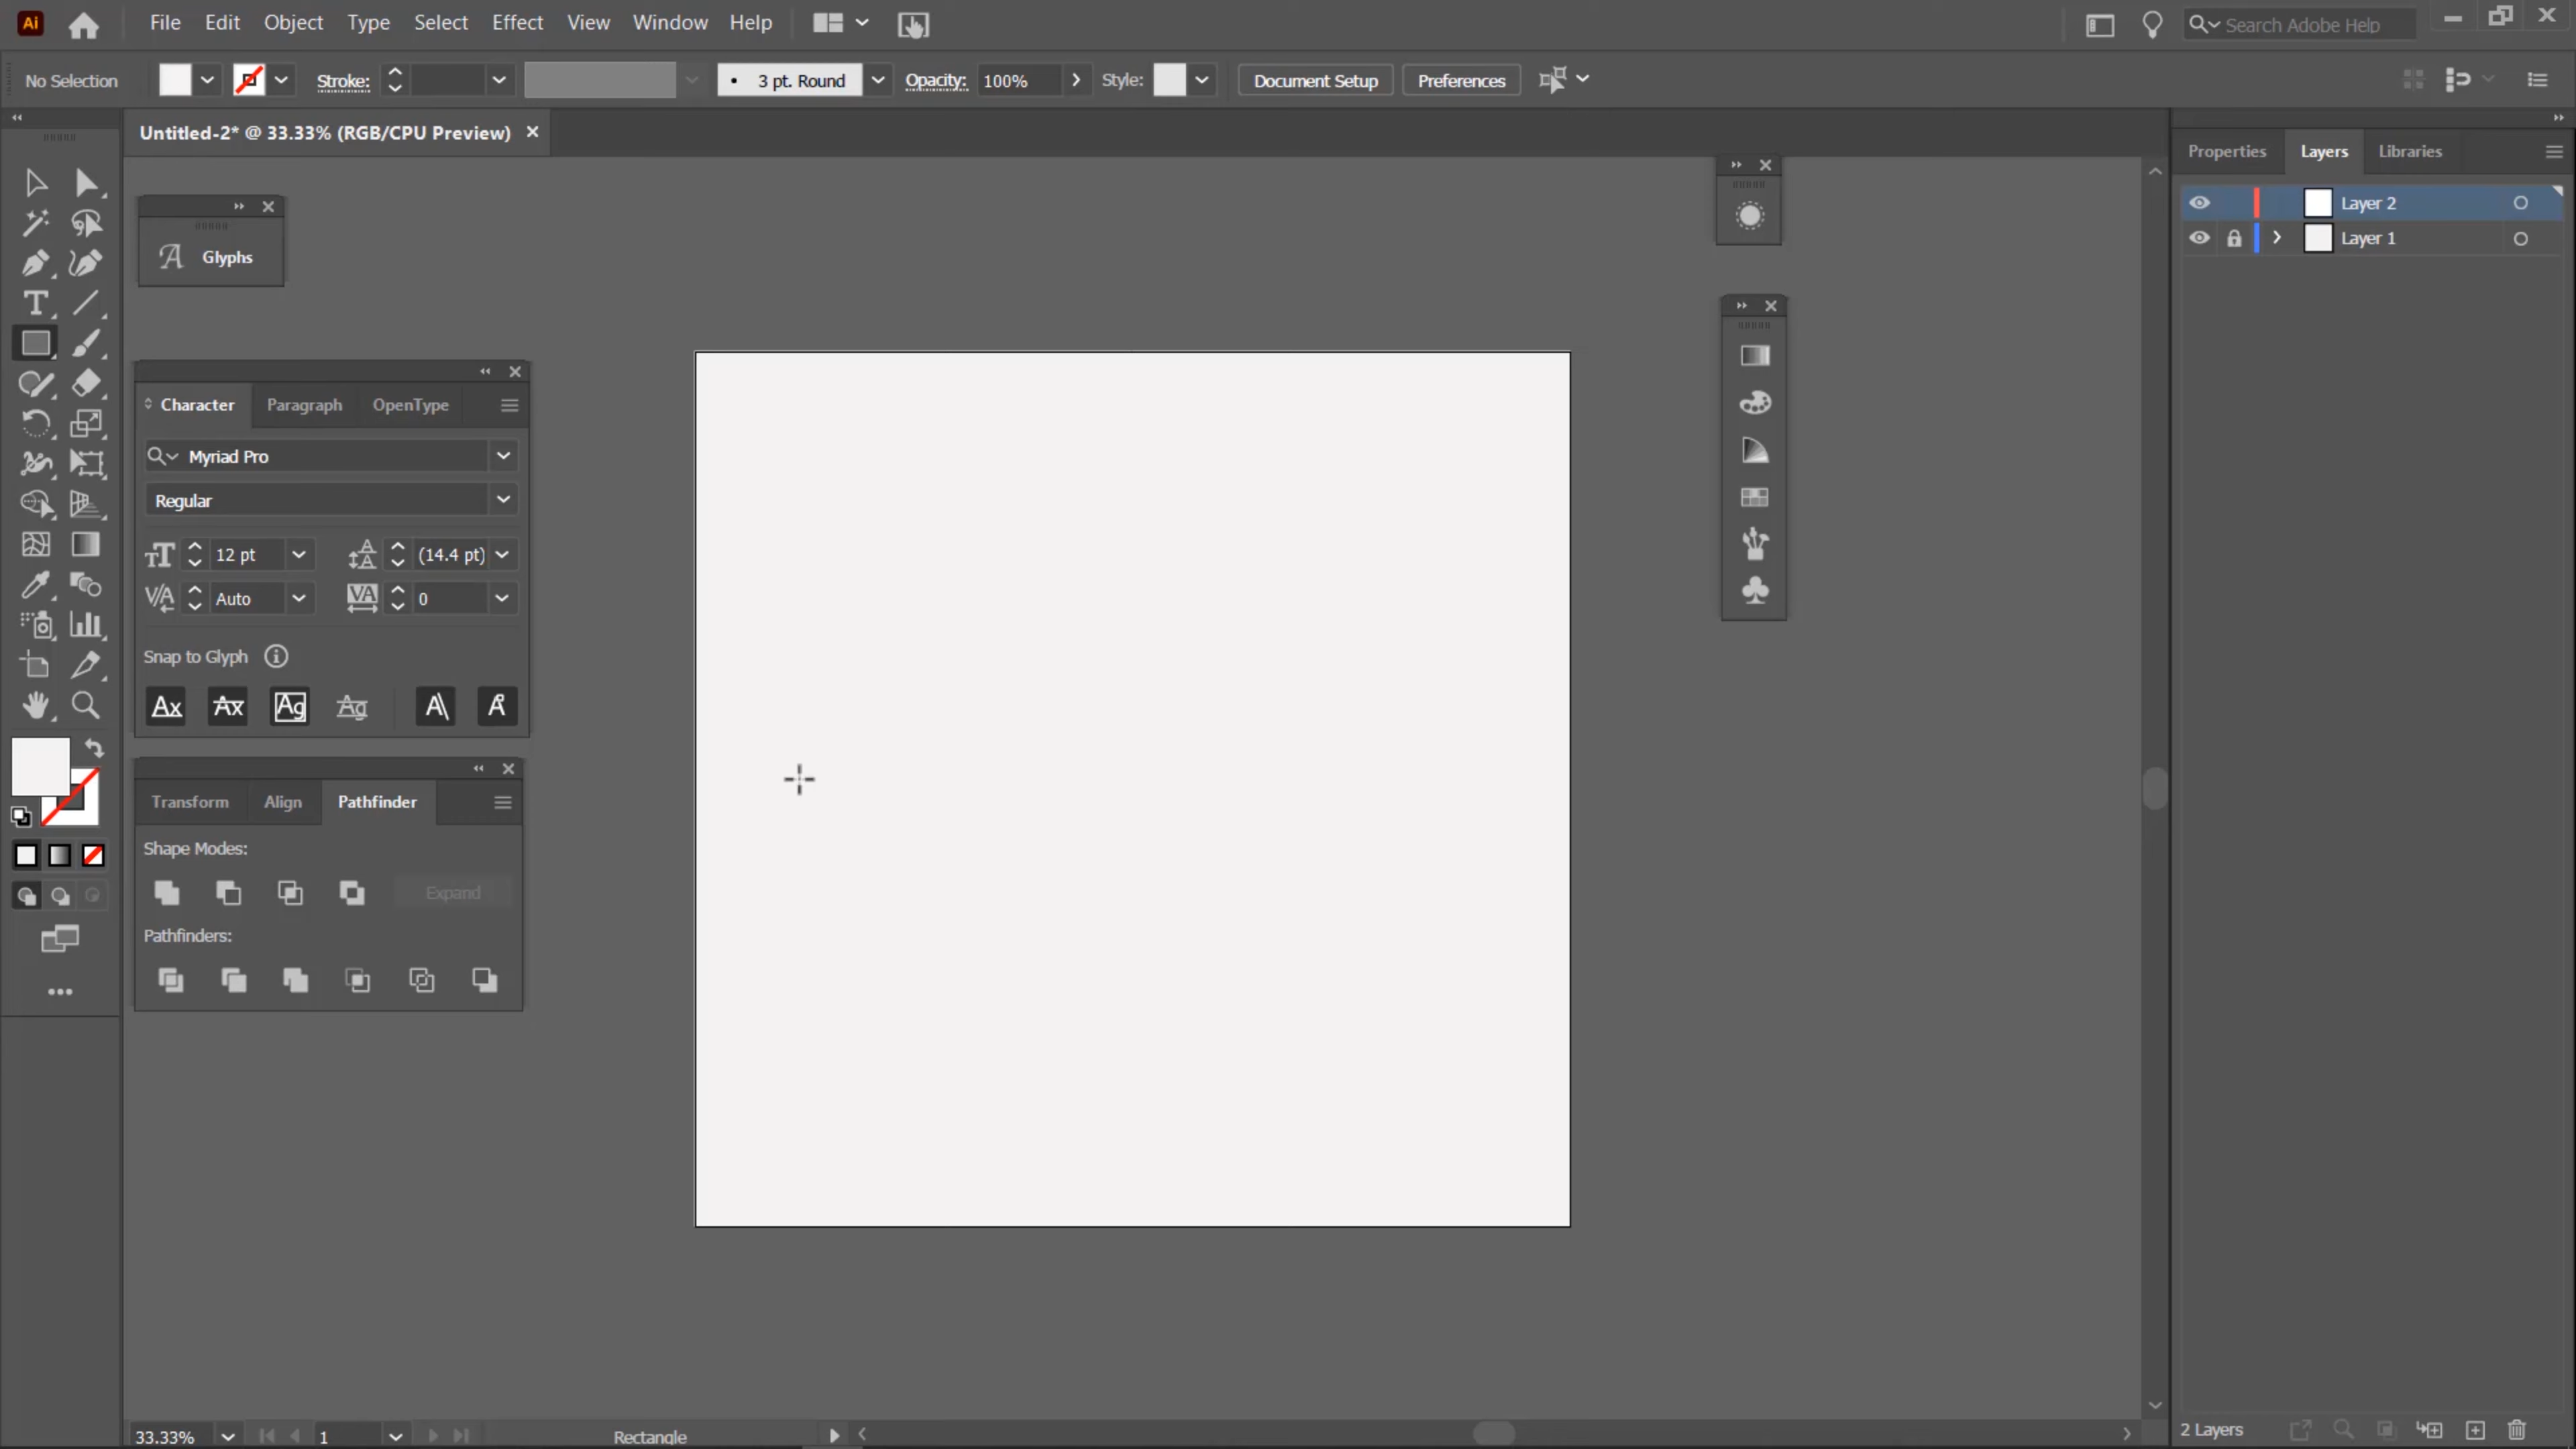 Ai File Edit Object Type Select Effect View Window Help Search Adobe Help
No Selection Stroke: 3 pt. Round Opacity: 100% Style: Document Setup Preferences
Untitled-2* @ 33.33% (RGB/CPU Preview)
Properties Layers Libraries
Layer 2
Layer 1
Glyphs
Character Paragraph OpenType
Myriad Pro
Regular
12 pt (14.4 pt)
Auto 0
Snap to Glyph
Transform Align Pathfinder
Shape Modes:
Expand
Pathfinders:
33.33% 1 Rectangle
2 Layers